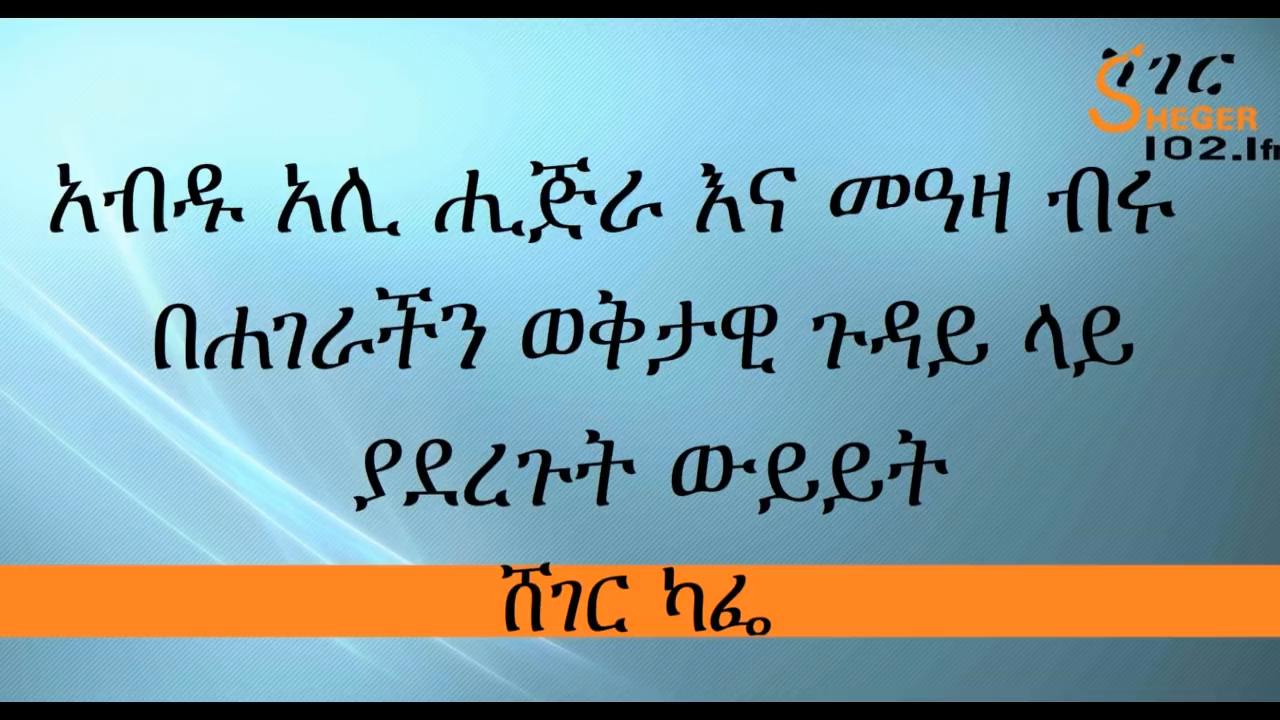 ሸገር
SHEGER
102.1fm
አብዱ አሊ ሒጅራ እና መዓዛ ብሩ
በሐገራችን ወቅታዊ ጉዳይ ላይ
ያደረጉት ውይይት
ሸገር ካፌ